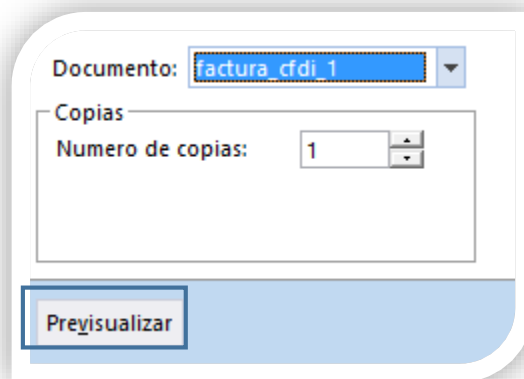 Documento: factura_cfdi_1
Copias
Numero de copias: 1
Previsualizar